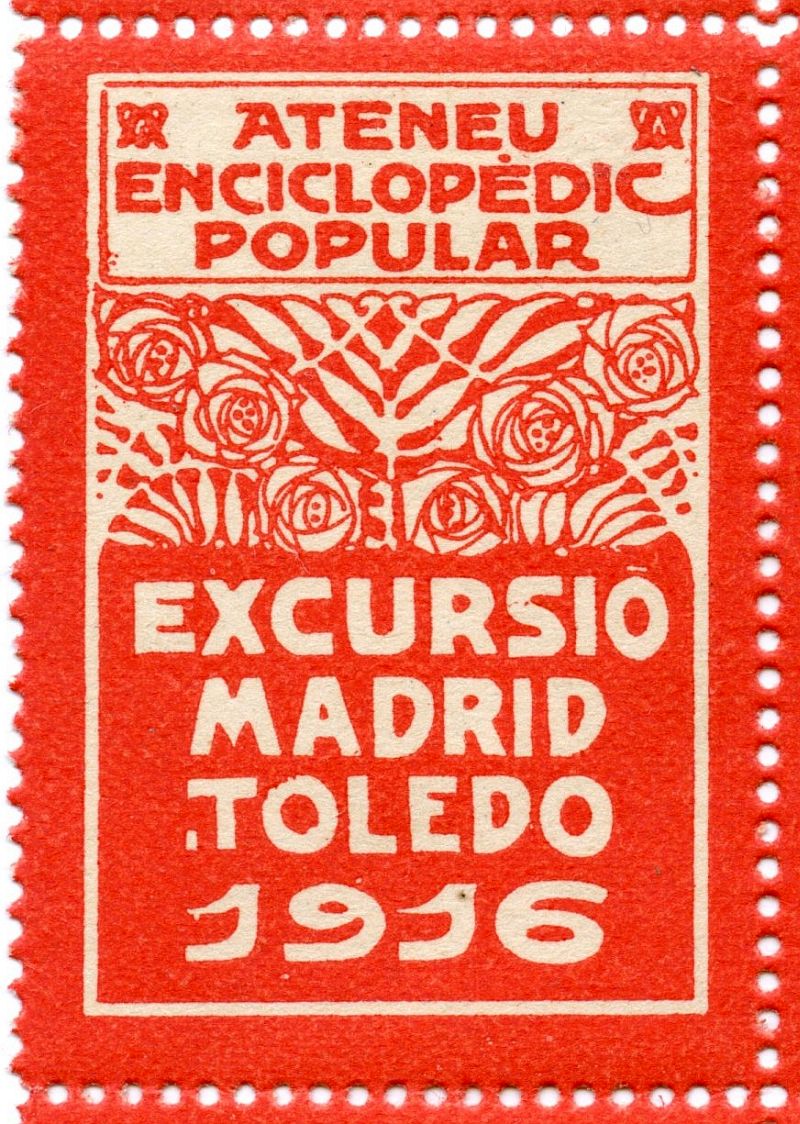 ATENEU
ENCICLOPÈDIC
POPULAR
EXCURSIÓ
MADRID
TOLEDO
1916